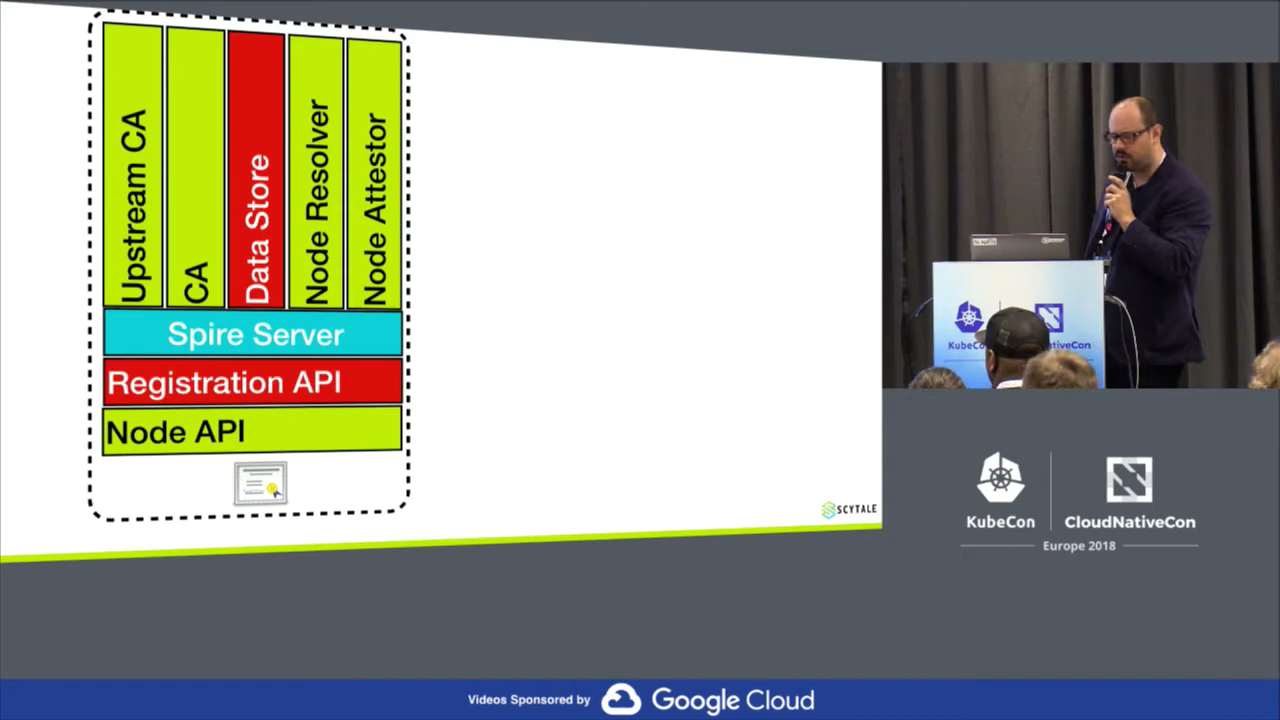 Upstream CA
CA
Data Store
Node Resolver
Node Attestor
Spire Server
Registration API
Node API
SCYTALE
KubeCon
CloudNativeCon
Europe 2018
Videos Sponsored by Google Cloud